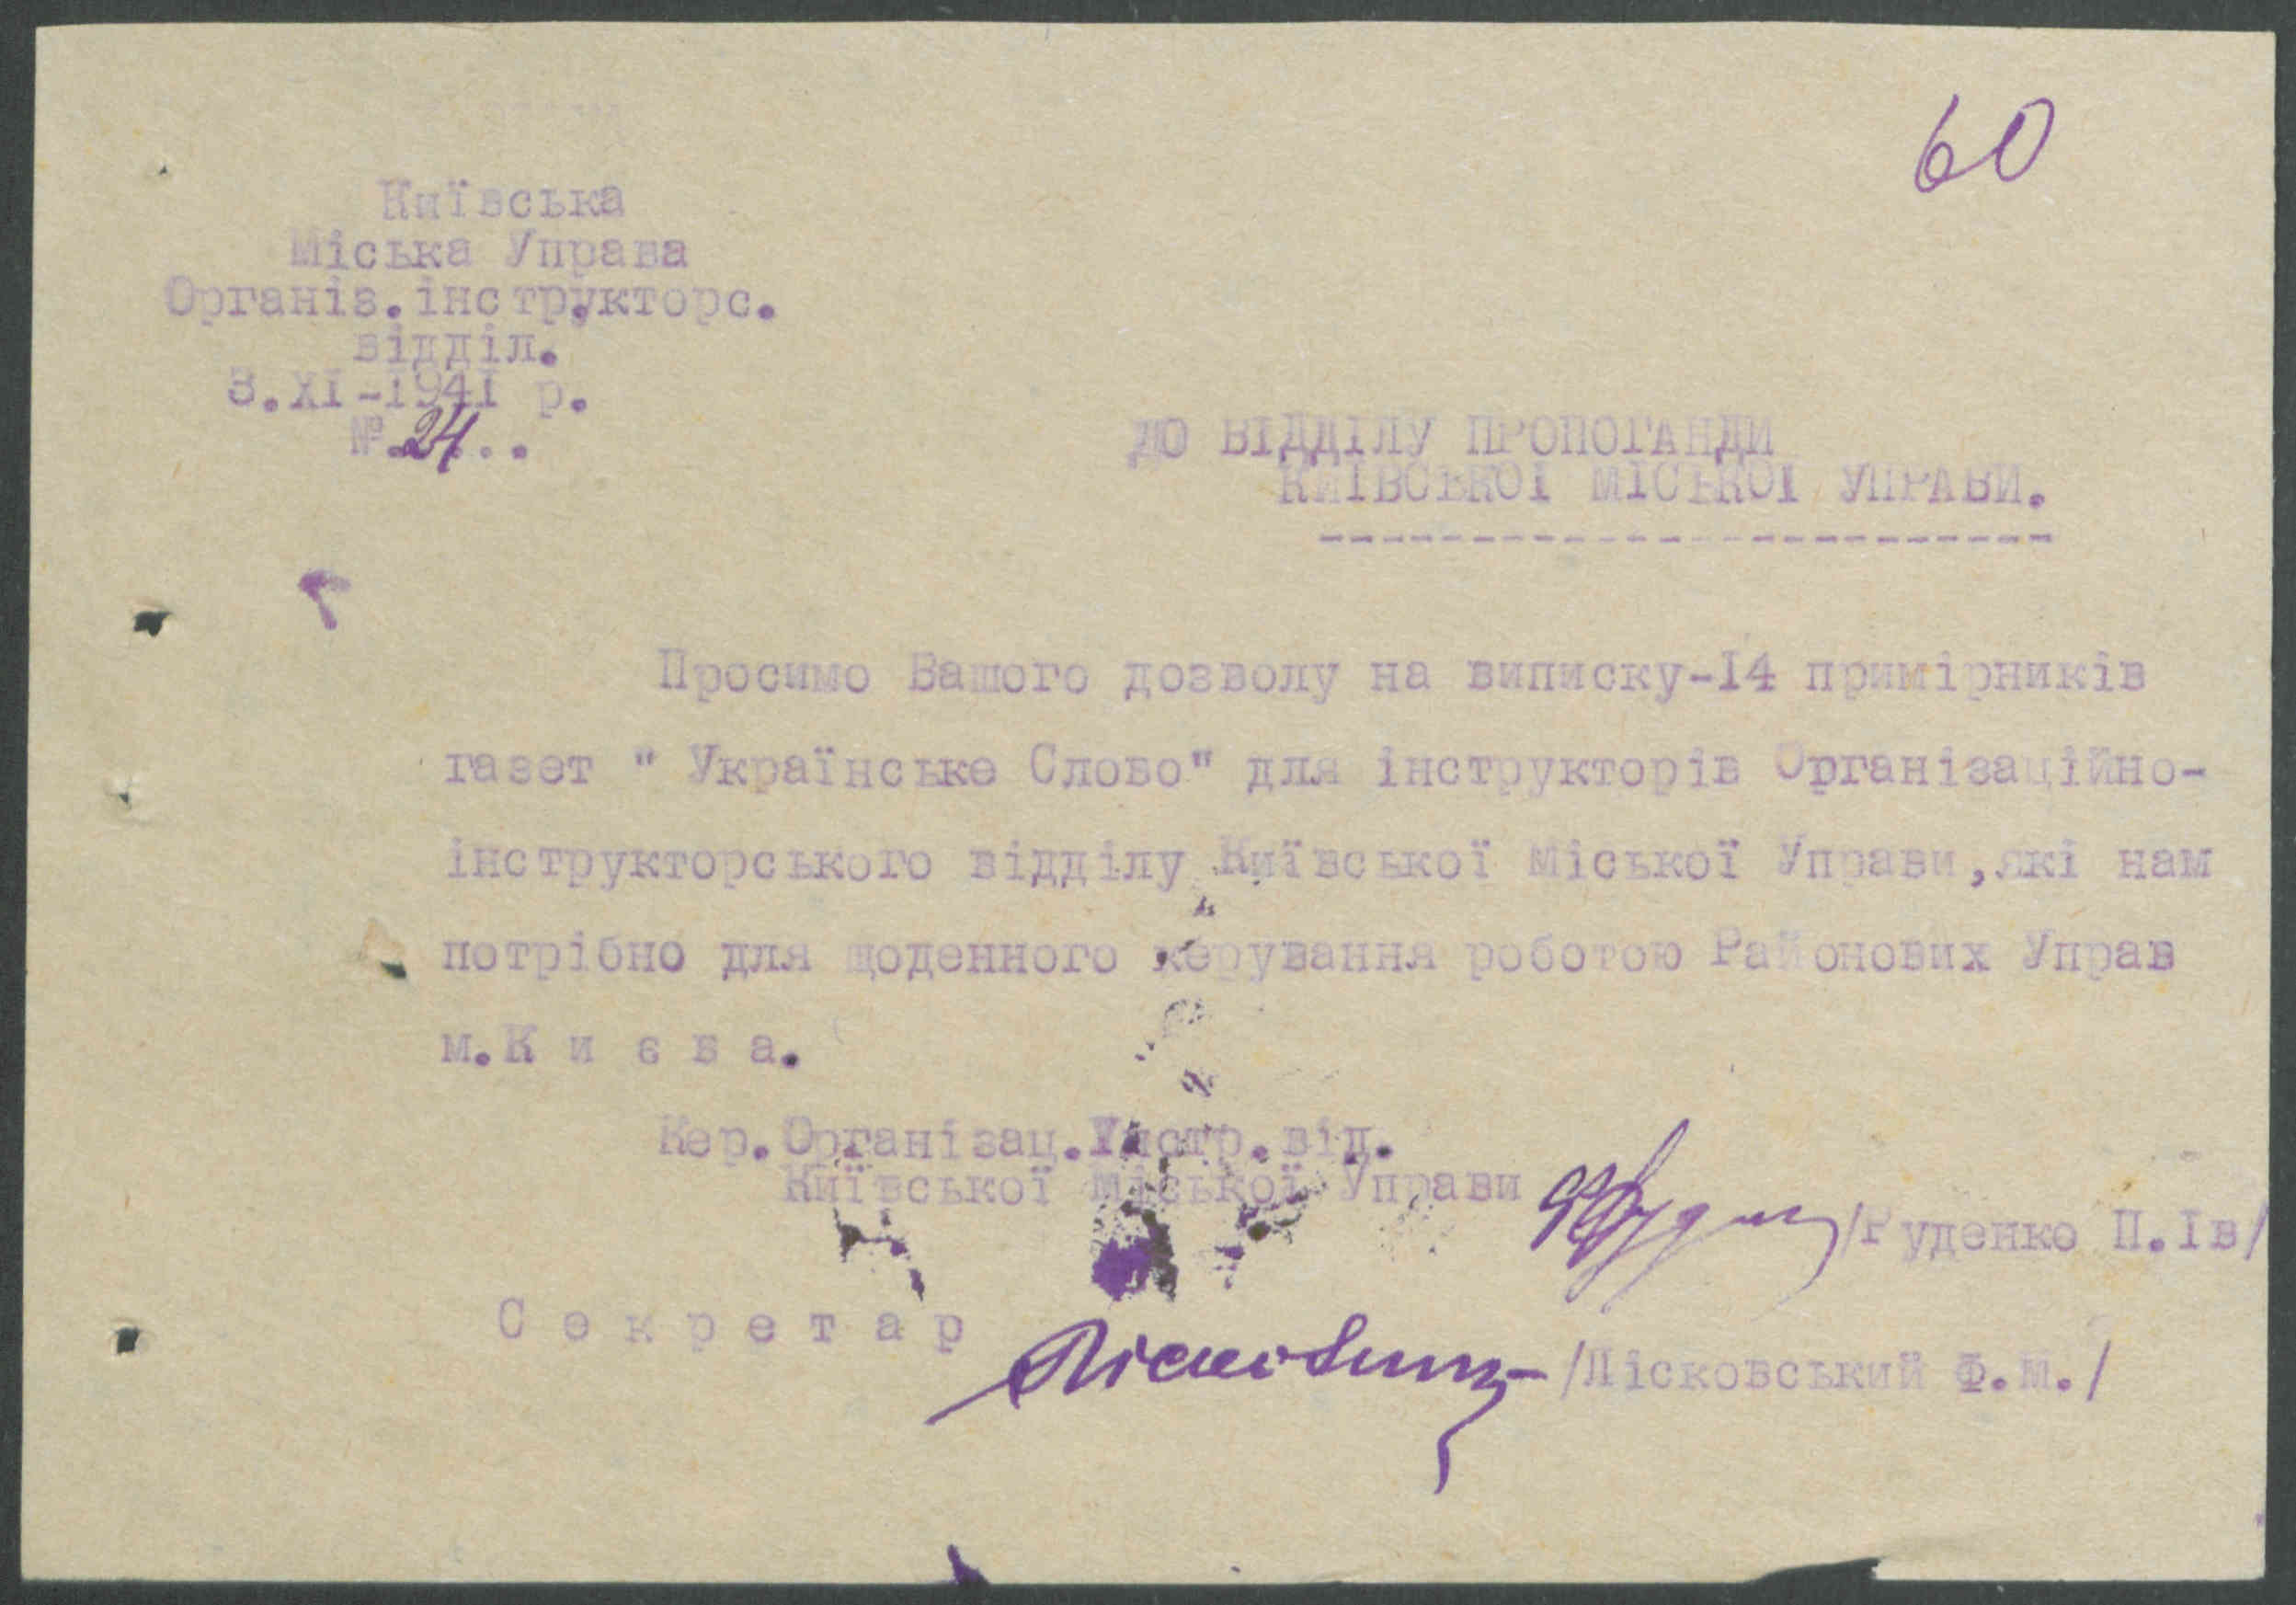 60
Київська
Міська Управа
Організ.інструкторс.
відділ.
3.XI-1941 р.
№.24..
ДО ВІДДІЛУ ПРОПОГАНДИ
КИЇВСЬКОЇ МІСЬКОЇ УПРАВИ.
Просимо Вашого дозволу на виписку-І4 примірників
газет " Українське Слово" для інструкторів Організаційно-
інструкторського відділу Київської Міської Управи,які нам
потрібно для щоденного керування роботою Районових Управ
м.К и є в а.
Кер.Організац.Інстр.від.
Київської Міської Управи /Руденко П.Ів/
С е к р е т а р Лісковський /Лісковський Ф.М./